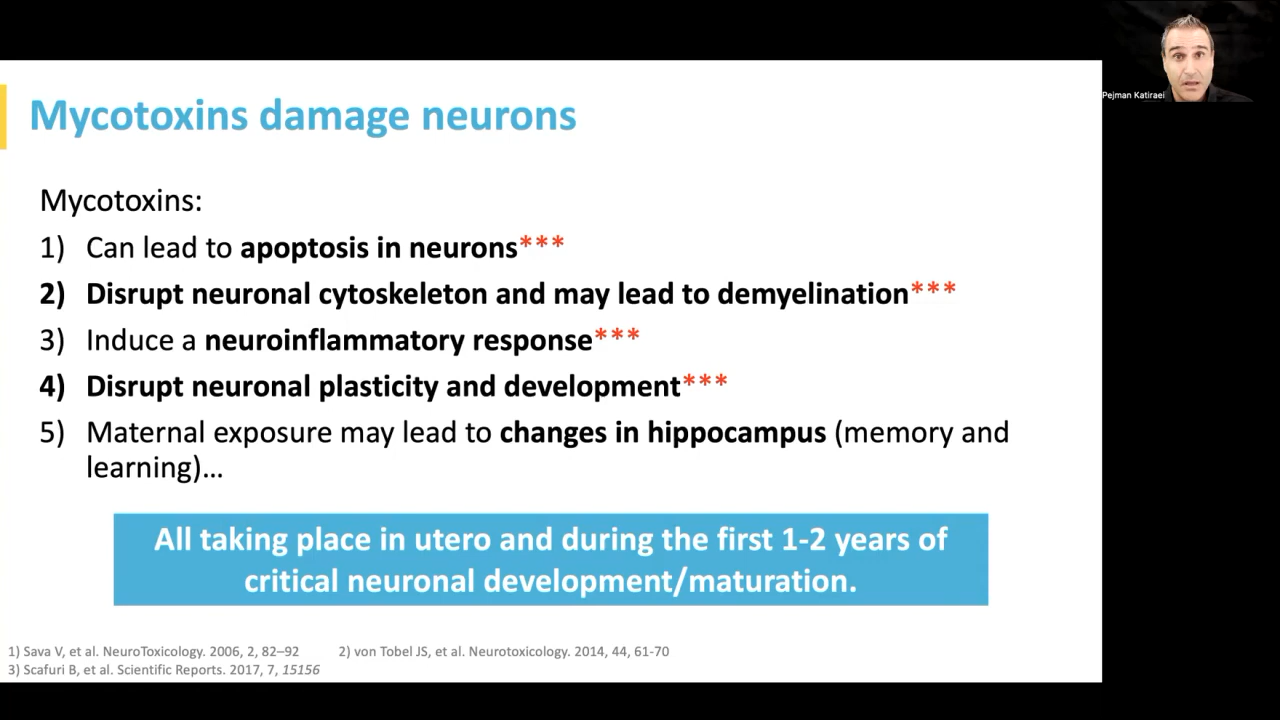 Pejman Katiraei
Mycotoxins damage neurons
Mycotoxins:
1) Can lead to apoptosis in neurons***
2) Disrupt neuronal cytoskeleton and may lead to demyelination***
3) Induce a neuroinflammatory response***
4) Disrupt neuronal plasticity and development***
5) Maternal exposure may lead to changes in hippocampus (memory and
learning)…
All taking place in utero and during the first 1-2 years of
critical neuronal development/maturation.
1) Sava V, et al. NeuroToxicology. 2006, 2, 82–92 2) von Tobel JS, et al. Neurotoxicology. 2014, 44, 61-70
3) Scafuri B, et al. Scientific Reports. 2017, 7, 15156